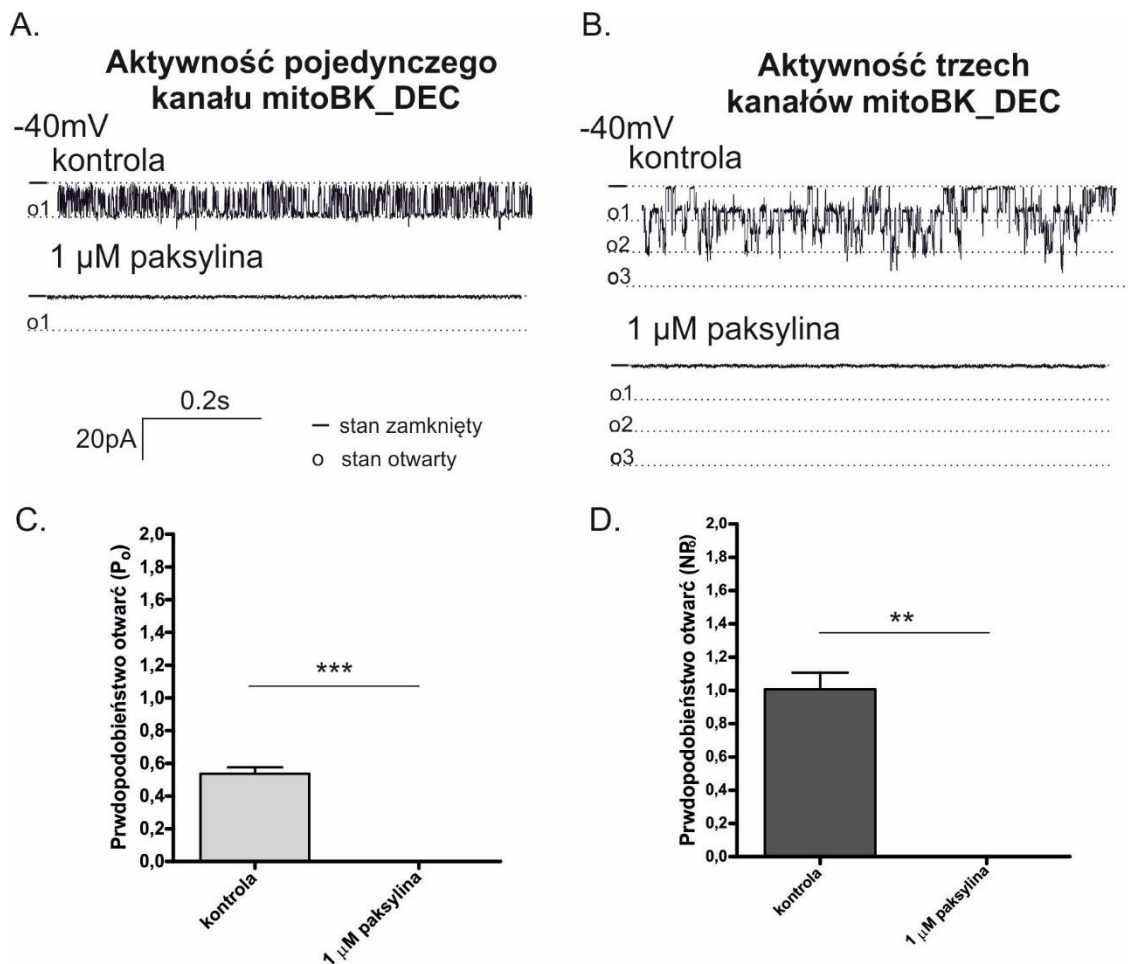 A.
Aktywność pojedynczego
kanału mitoBK_DEC
-40mV
kontrola
o1
1 µM paksylina
o1
0.2s
20pA
stan zamknięty
o stan otwarty
B.
Aktywność trzech
kanałów mitoBK_DEC
-40mV
kontrola
o1
o2
o3
1 µM paksylina
o1
o2
o3
C.
Prwdopodobieństwo otwarć (Po)
2,0
1,8
1,6
1,4
1,2
1,0
0,8
0,6
0,4
0,2
0,0
***
kontrola
1 µM paksylina
D.
Prwdopodobieństwo otwarć (NPo)
2,0
1,8
1,6
1,4
1,2
1,0
0,8
0,6
0,4
0,2
0,0
**
kontrola
1 µM paksylina